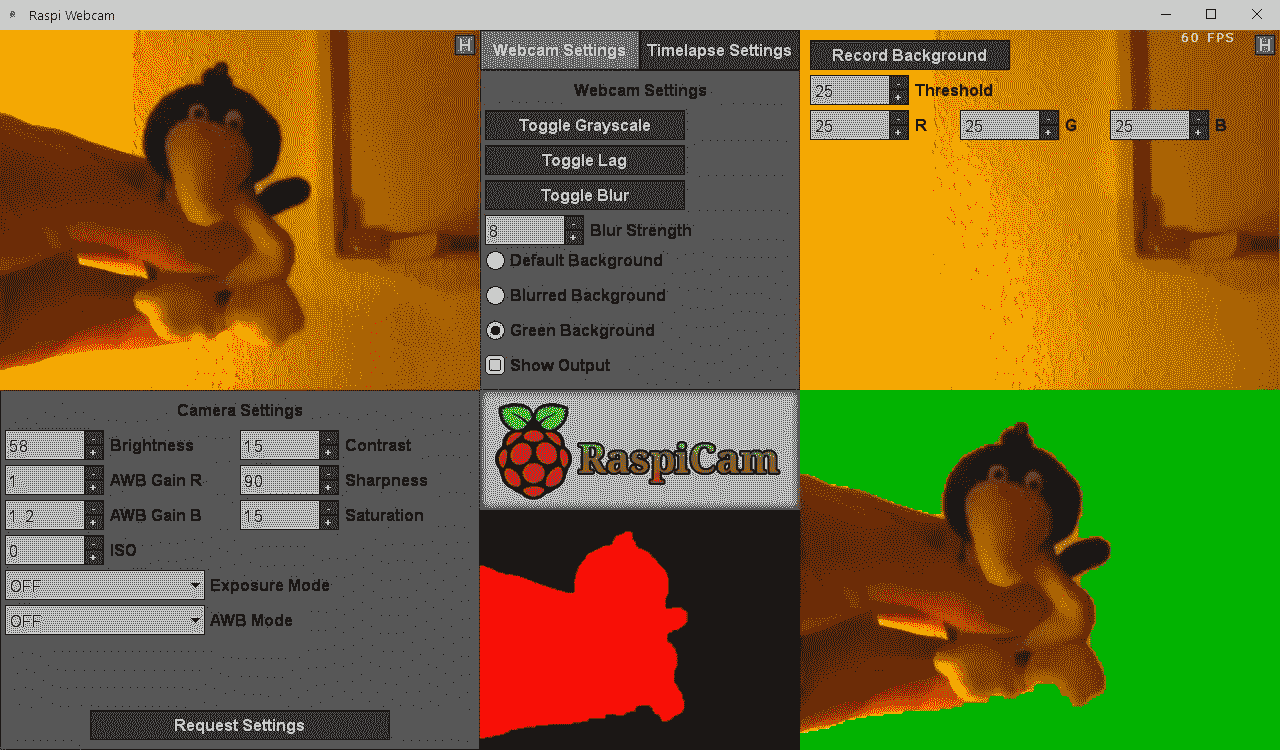 Raspi Webcam
Webcam Settings
Timelapse Settings
Webcam Settings
Toggle Grayscale
Toggle Lag
Toggle Blur
8 - + Blur Strength
Default Background
Blurred Background
Green Background
Show Output
60 FPS
Record Background
25 - + Threshold
25 - + R 25 - + G 25 - + B
Camera Settings
58 - + Brightness 15 - + Contrast
1 - + AWB Gain R 90 - + Sharpness
1.2 - + AWB Gain B 15 - + Saturation
0 - + ISO
OFF Exposure Mode
OFF AWB Mode
Request Settings
RaspiCam